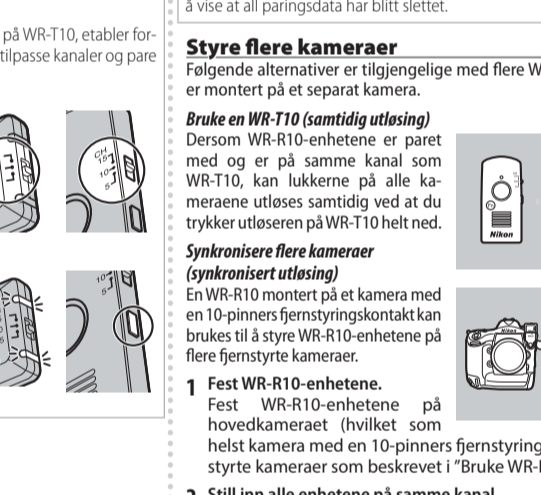 på WR-T10, etabler for-
tilpasse kanaler og pare
CH
15
10
5
10
5
å vise at all paringsdata har blitt slettet.
Styre flere kameraer
Følgende alternativer er tilgjengelige med flere W
er montert på et separat kamera.
Bruke en WR-T10 (samtidig utløsing)
Dersom WR-R10-enhetene er paret
med og er på samme kanal som
WR-T10, kan lukkerne på alle ka-
meraene utløses samtidig ved at du
trykker utløseren på WR-T10 helt ned.
Nikon
Synkronisere flere kameraer
(synkronisert utløsing)
En WR-R10 montert på et kamera med
en 10-pinners fjernstyringskontakt kan
brukes til å styre WR-R10-enhetene på
flere fjernstyrte kameraer.
Nikon
1 Fest WR-R10-enhetene.
Fest WR-R10-enhetene på
hovedkameraet (hvilket som
helst kamera med en 10-pinners fjernstyring
styrte kameraer som beskrevet i "Bruke WR-
2 Still inn alle enhetene på samme kanal